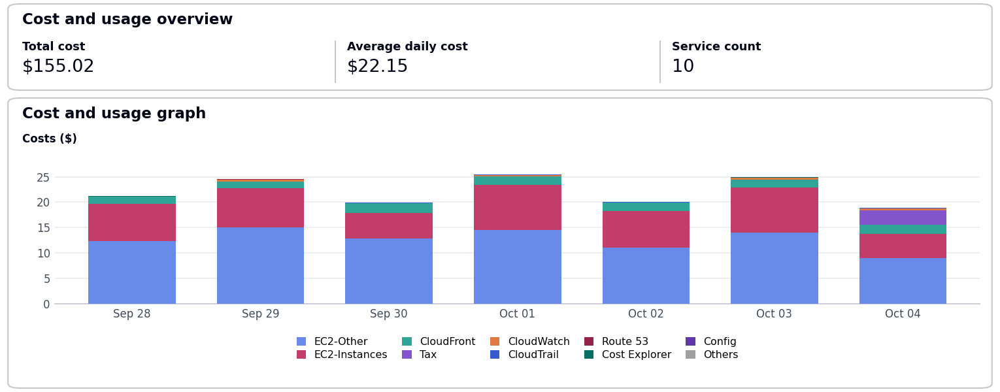 Cost and usage overview
Total cost
$155.02
Average daily cost
$22.15
Service count
10
Cost and usage graph
Costs ($)
25
20
15
10
5
0
Sep 28 Sep 29 Sep 30 Oct 01 Oct 02 Oct 03 Oct 04
EC2-Other CloudFront CloudWatch Route 53 Config
EC2-Instances Tax CloudTrail Cost Explorer Others